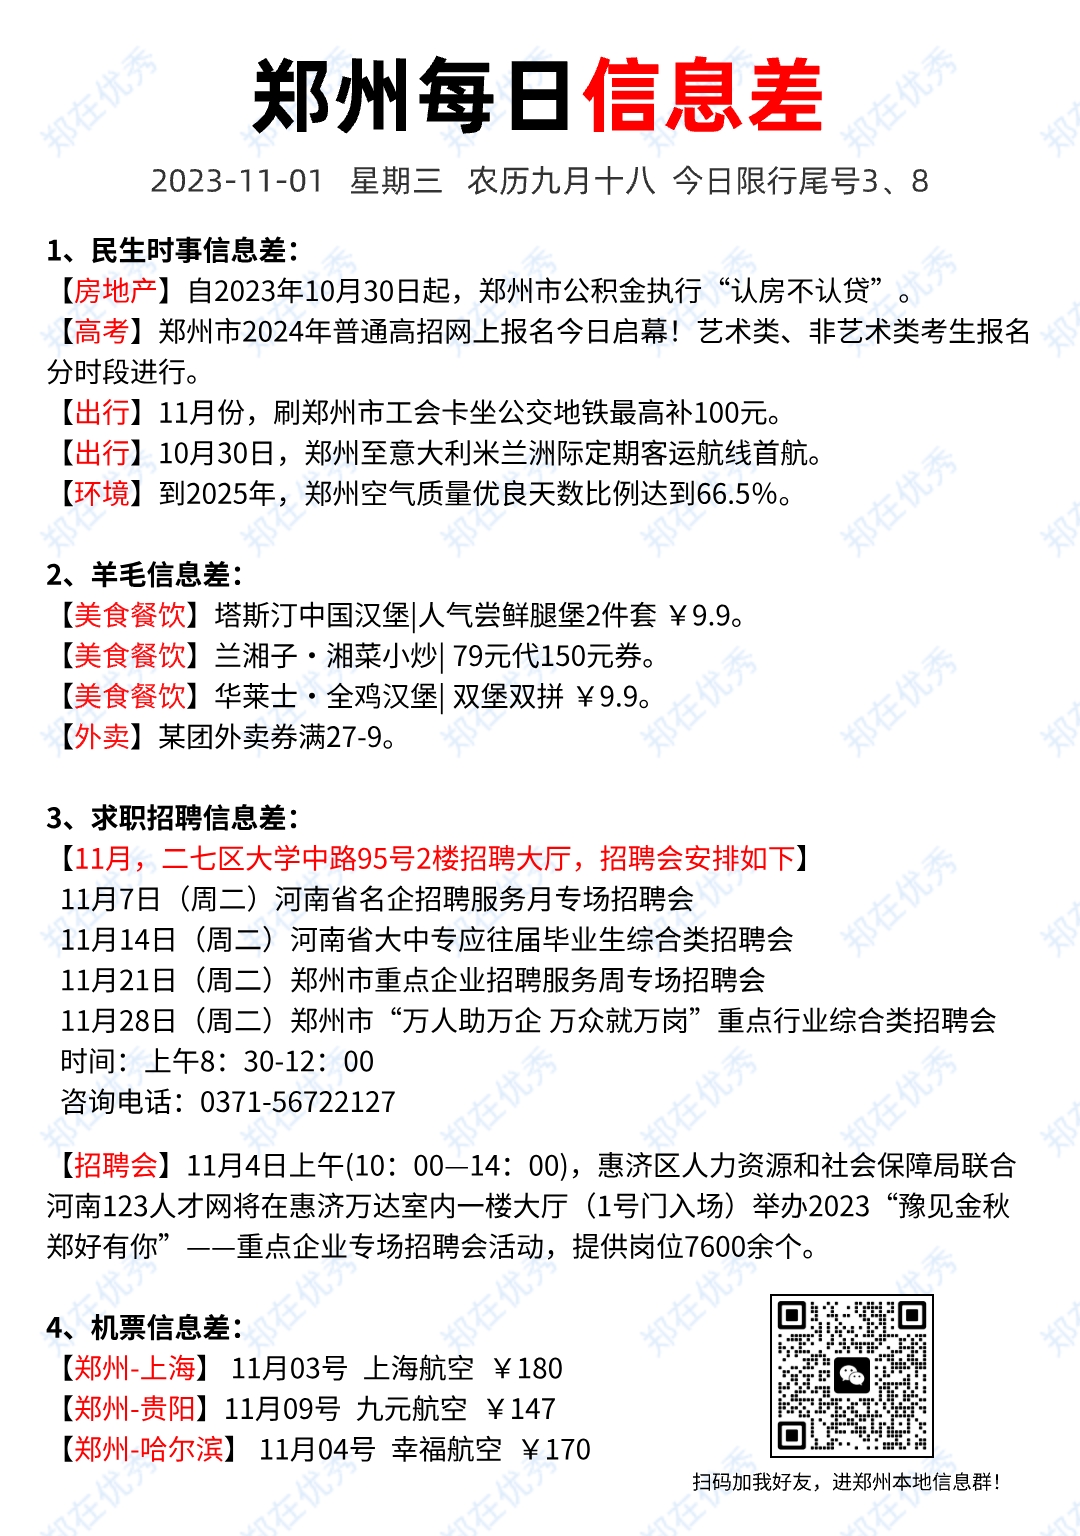 郑州每日信息差
2023-11-01 星期三 农历九月十八 今日限行尾号3、8
1、民生时事信息差：
【房地产】自2023年10月30日起，郑州市公积金执行“认房不认贷”。
【高考】郑州市2024年普通高招网上报名今日启幕！艺术类、非艺术类考生报名
分时段进行。
【出行】11月份，刷郑州市工会卡坐公交地铁最高补100元。
【出行】10月30日，郑州至意大利米兰洲际定期客运航线首航。
【环境】到2025年，郑州空气质量优良天数比例达到66.5%。
2、羊毛信息差：
【美食餐饮】塔斯汀中国汉堡|人气尝鲜腿堡2件套 ￥9.9。
【美食餐饮】兰湘子·湘菜小炒| 79元代150元券。
【美食餐饮】华莱士·全鸡汉堡| 双堡双拼 ￥9.9。
【外卖】某团外卖券满27-9。
3、求职招聘信息差：
【11月，二七区大学中路95号2楼招聘大厅，招聘会安排如下】
11月7日（周二）河南省名企招聘服务月专场招聘会
11月14日（周二）河南省大中专应往届毕业生综合类招聘会
11月21日（周二）郑州市重点企业招聘服务周专场招聘会
11月28日（周二）郑州市“万人助万企 万众就万岗”重点行业综合类招聘会
时间：上午8：30-12：00
咨询电话：0371-56722127
【招聘会】11月4日上午(10：00—14：00)，惠济区人力资源和社会保障局联合
河南123人才网将在惠济万达室内一楼大厅（1号门入场）举办2023“豫见金秋
郑好有你”——重点企业专场招聘会活动，提供岗位7600余个。
4、机票信息差：
【郑州-上海】 11月03号 上海航空 ￥180
【郑州-贵阳】11月09号 九元航空 ￥147
【郑州-哈尔滨】 11月04号 幸福航空 ￥170
扫码加我好友，进郑州本地信息群！
郑在优秀